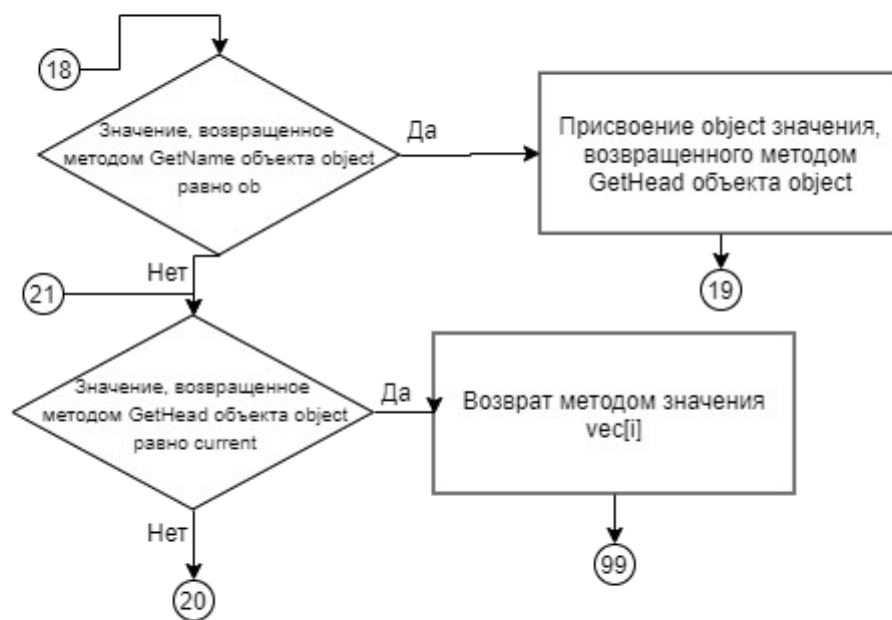 18
Значение, возвращенное
методом GetName объекта object
равно ob
Да
Присвоение object значения,
возвращенного методом
GetHead объекта object
Нет
21
19
Значение, возвращенное
методом GetHead объекта object
равно current
Да
Возврат методом значения
vec[i]
Нет
99
20